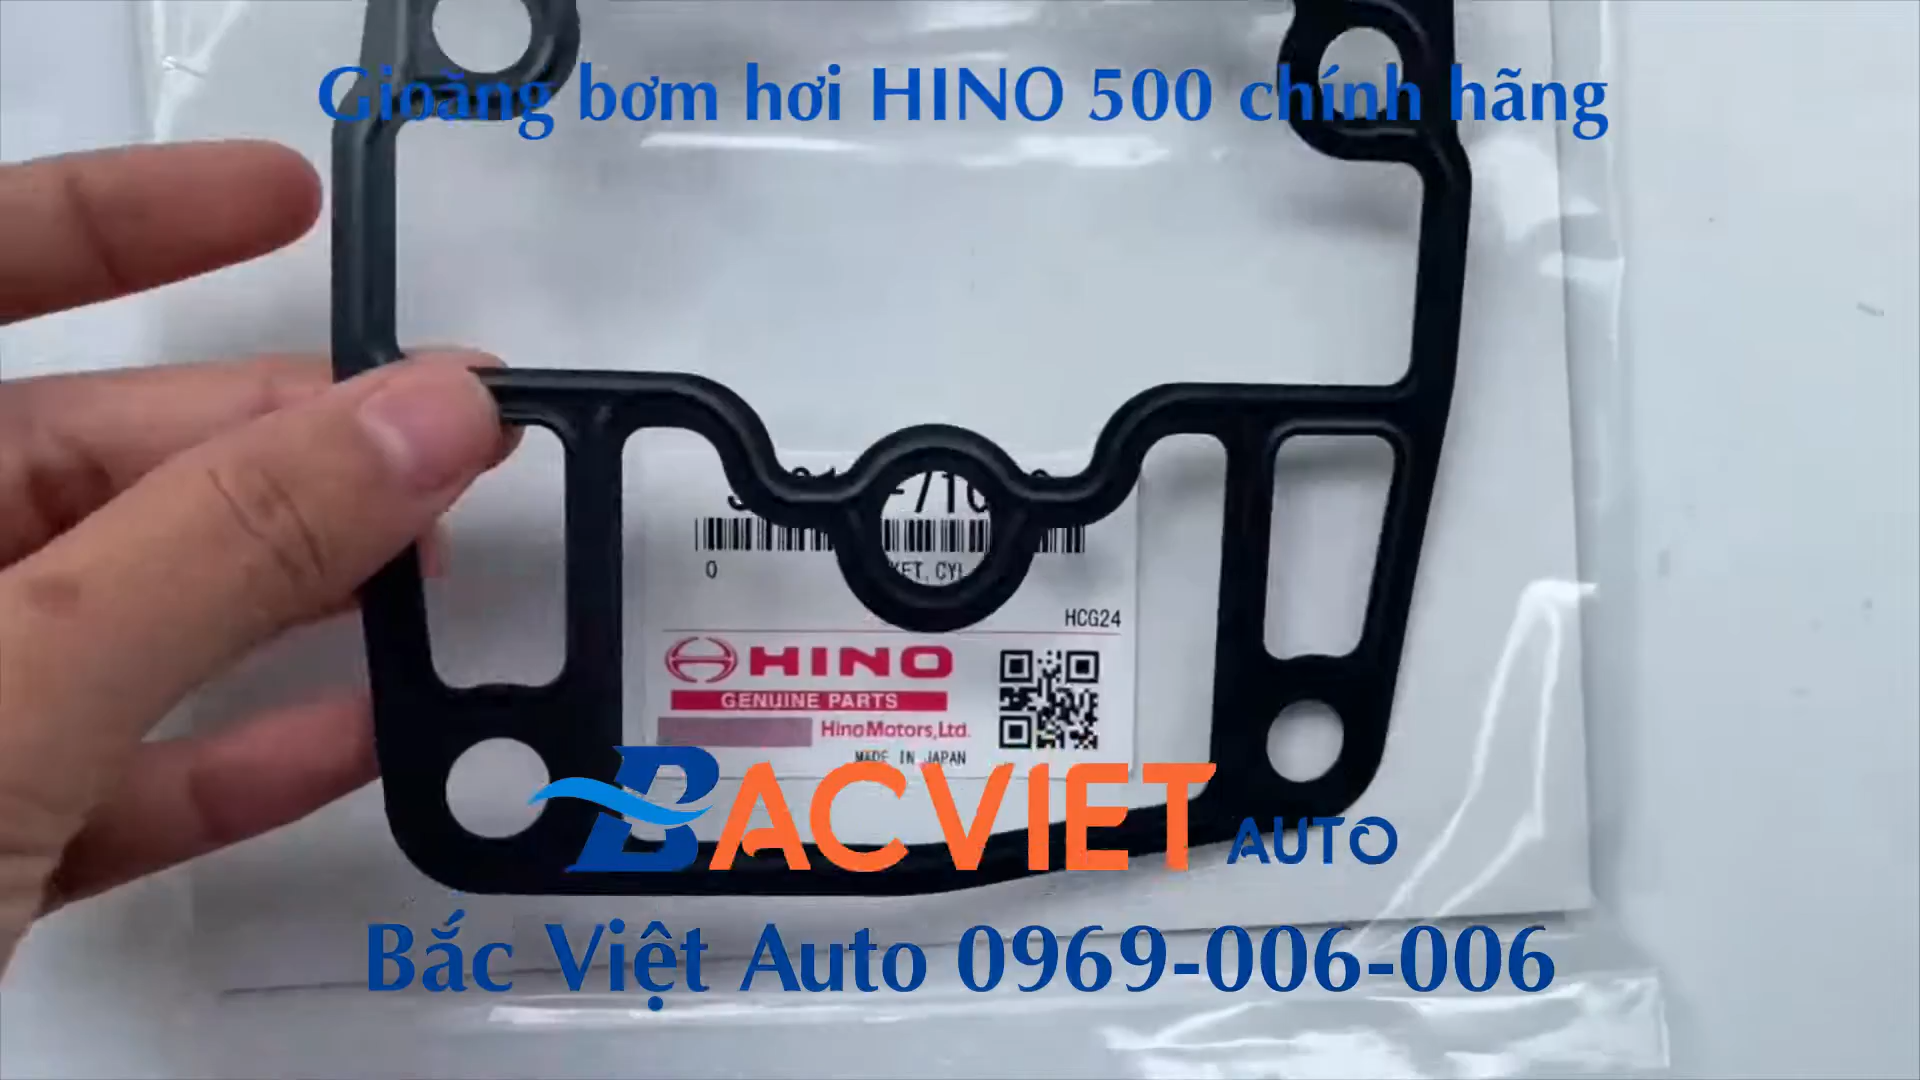 Gioăng bơm hơi HINO 500 chính hãng
0
HCG24
HINO
GENUINE PARTS
HinoMotors,Ltd.
MADE IN JAPAN
BACVIET AUTO
Bắc Việt Auto 0969-006-006